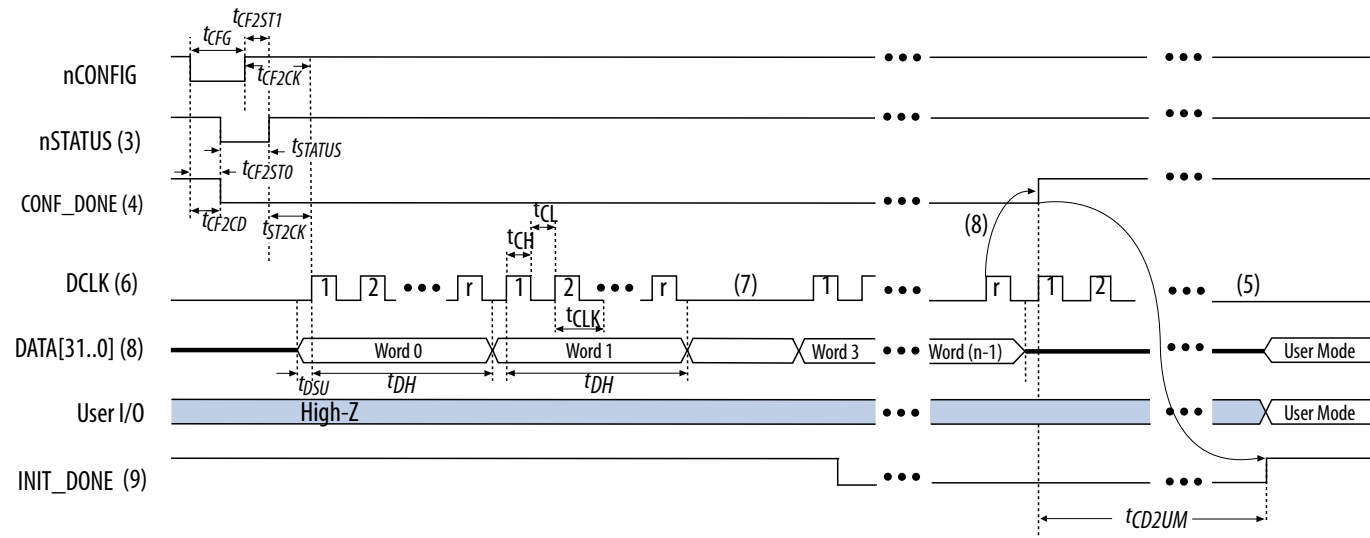 tCF2ST1
tCFG
nCONFIG
tCF2CK
nSTATUS (3)
tSTATUS
tCF2ST0
CONF_DONE (4)
tCF2CD
tST2CK
tCL
tCH
(8)
DCLK (6)
1 2 r 1 2 r (7) 1 r 1 2 (5)
tCLK
DATA[31..0] (8)
Word 0 Word 1 Word 3 Word (n-1) User Mode
tDSU
tDH
tDH
User I/O
High-Z
User Mode
INIT_DONE (9)
tCD2UM